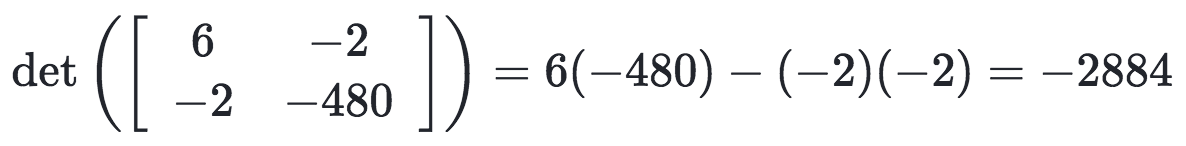 det([ 6 −2
−2 −480 ]) = 6(−480) − (−2)(−2) = −2884